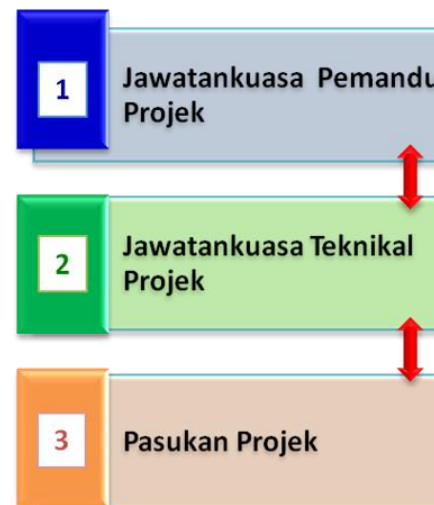 1
Jawatankuasa Pemandu
Projek
2
Jawatankuasa Teknikal
Projek
3
Pasukan Projek